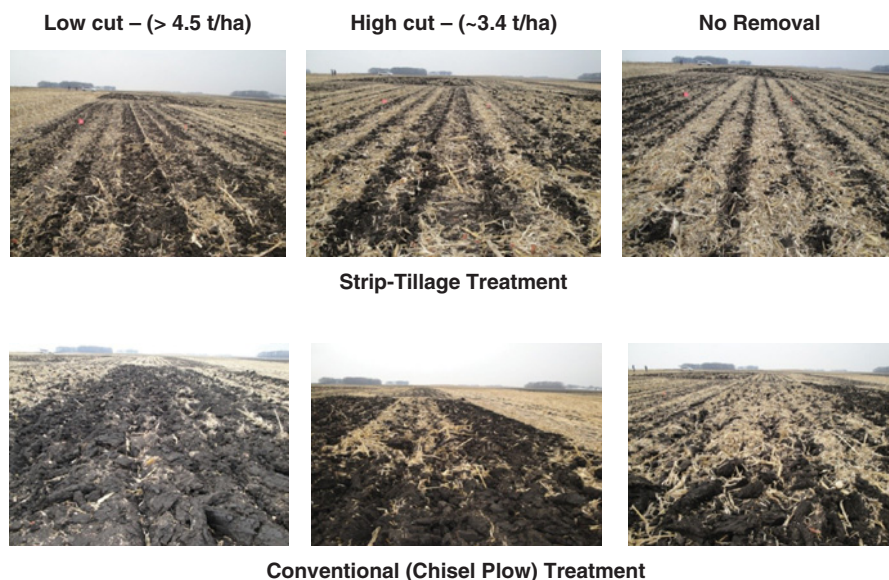 Low cut – (> 4.5 t/ha)
High cut – (~3.4 t/ha)
No Removal
Strip-Tillage Treatment
Conventional (Chisel Plow) Treatment